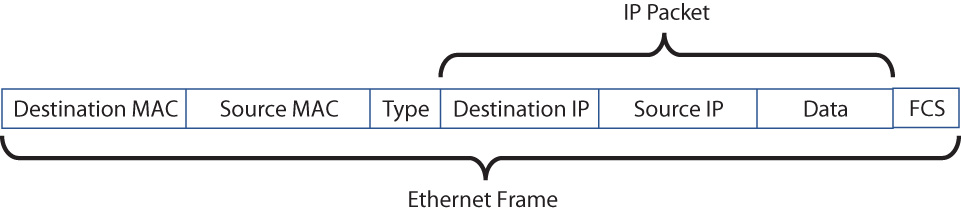 IP Packet
Destination MAC Source MAC Type Destination IP Source IP Data FCS
Ethernet Frame